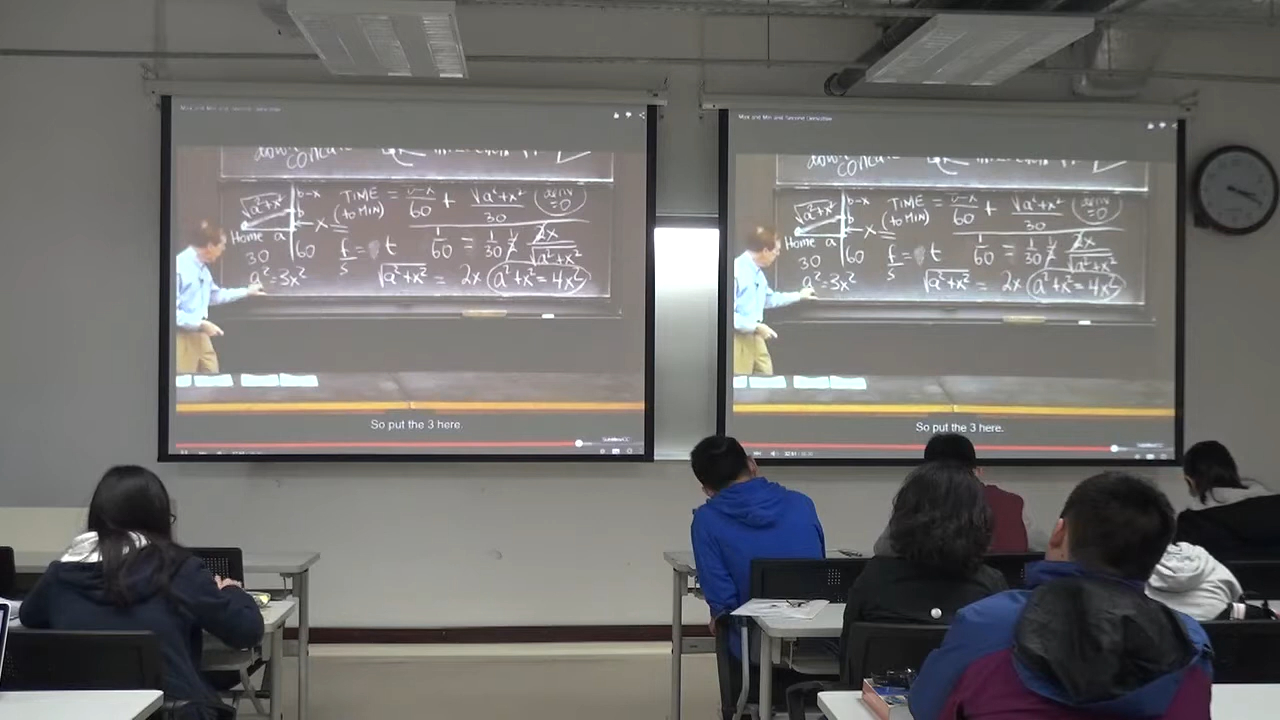 Max and Min and Second Derivative
CONCAVE
√a²+x²
b-x
b
x
Home a
30
60
TIME = b-x/60 + √a²+x²/30
(to MIN)
deriv =0
f/s = t
1/60 = 1/30 1/2 2x/√a²+x²
a²=3x²
√a²+x² = 2x
a²+x²=4x²
So put the 3 here.
Max and Min and Second Derivative
CONCAVE
√a²+x²
b-x
b
x
Home a
30
60
TIME = b-x/60 + √a²+x²/30
(to MIN)
deriv =0
f/s = t
1/60 = 1/30 1/2 2x/√a²+x²
a²=3x²
√a²+x² = 2x
a²+x²=4x²
So put the 3 here.